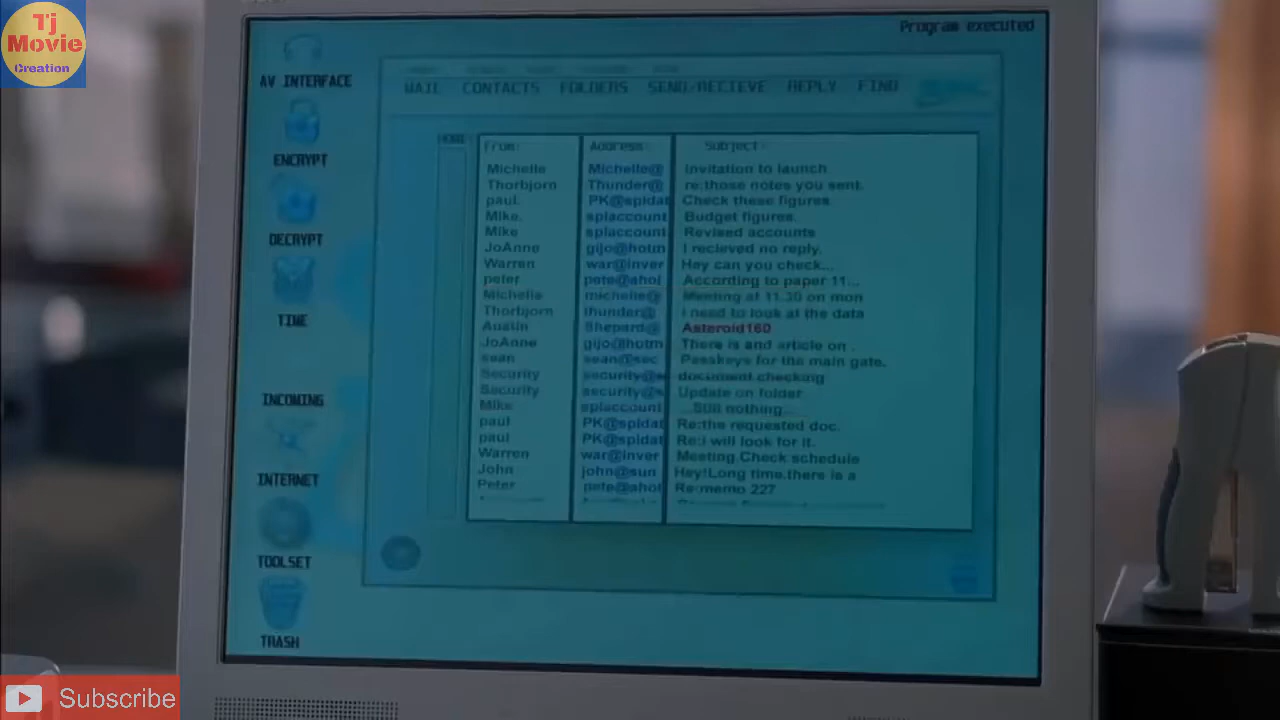 Tj
Movie
Creation
Program executed
AV INTERFACE
ENCRYPT
DECRYPT
TIME
INCOMING
INTERNET
TOOLSET
TRASH
MAIL CONTACTS FOLDERS SEND/RECIEVE REPLY FIND
From: Address: Subject:
Michelle Michelle@ Invitation to launch
Thorbjorn Thunder@ re:those notes you sent.
paul. PK@spidat Check these figures
Mike. splaccount Budget figures.
Mike splaccount Revised accounts
JoAnne gijo@hotm I recieved no reply.
Warren war@inver Hey can you check...
peter pete@ahol According to paper 11...
Michelle michelle@ Meeting at 11.30 on mon
Thorbjorn thunder@ i need to look at the data
Austin Shepard@ Asteroid160
JoAnne gijo@hotm There is and article on .
sean sean@sec Passkeys for the main gate.
Security security@s document checking
Security security@s Update on folder
Mike splaccount ...Still nothing...
paul PK@spidat Re:the requested doc.
paul PK@spidat Re:i will look for it.
Warren war@inver Meeting.Check schedule
John john@sun Hey!Long time.there is a
Peter pete@ahol Re:memo 227
Subscribe